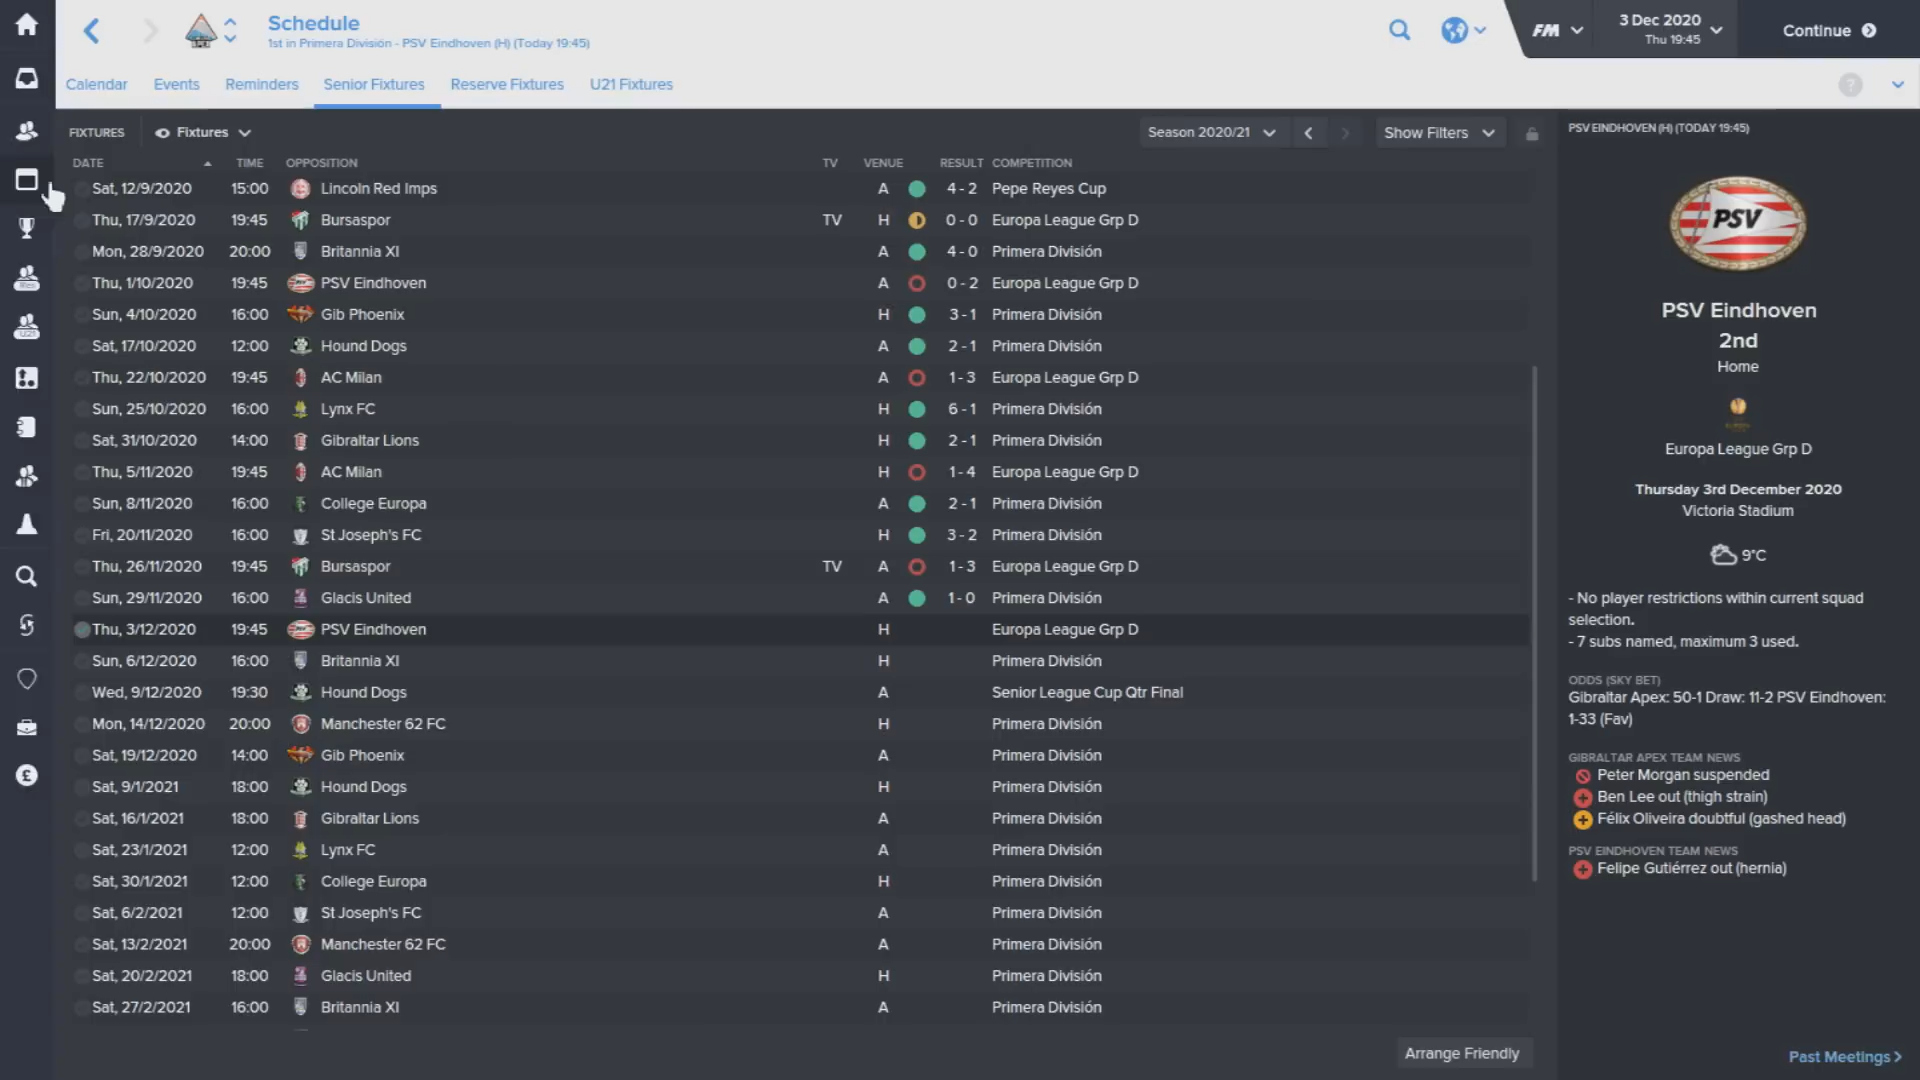 Schedule
1st in Primera División - PSV Eindhoven (H) (Today 19:45)
FM
3 Dec 2020
Thu 19:45
Continue
Calendar Events Reminders Senior Fixtures Reserve Fixtures U21 Fixtures
?
FIXTURES Fixtures Season 2020/21 Show Filters
DATE TIME OPPOSITION TV VENUE RESULT COMPETITION
Sat, 12/9/2020 15:00 Lincoln Red Imps A 4 - 2 Pepe Reyes Cup
Thu, 17/9/2020 19:45 Bursaspor TV H 0 - 0 Europa League Grp D
Mon, 28/9/2020 20:00 Britannia XI A 4 - 0 Primera División
Thu, 1/10/2020 19:45 PSV Eindhoven A 0 - 2 Europa League Grp D
Sun, 4/10/2020 16:00 Gib Phoenix H 3 - 1 Primera División
Sat, 17/10/2020 12:00 Hound Dogs A 2 - 1 Primera División
Thu, 22/10/2020 19:45 AC Milan A 1 - 3 Europa League Grp D
Sun, 25/10/2020 16:00 Lynx FC H 6 - 1 Primera División
Sat, 31/10/2020 14:00 Gibraltar Lions H 2 - 1 Primera División
Thu, 5/11/2020 19:45 AC Milan H 1 - 4 Europa League Grp D
Sun, 8/11/2020 16:00 College Europa A 2 - 1 Primera División
Fri, 20/11/2020 16:00 St Joseph's FC H 3 - 2 Primera División
Thu, 26/11/2020 19:45 Bursaspor TV A 1 - 3 Europa League Grp D
Sun, 29/11/2020 16:00 Glacis United A 1 - 0 Primera División
Thu, 3/12/2020 19:45 PSV Eindhoven H Europa League Grp D
Sun, 6/12/2020 16:00 Britannia XI H Primera División
Wed, 9/12/2020 19:30 Hound Dogs A Senior League Cup Qtr Final
Mon, 14/12/2020 20:00 Manchester 62 FC H Primera División
Sat, 19/12/2020 14:00 Gib Phoenix A Primera División
Sat, 9/1/2021 18:00 Hound Dogs H Primera División
Sat, 16/1/2021 18:00 Gibraltar Lions A Primera División
Sat, 23/1/2021 12:00 Lynx FC A Primera División
Sat, 30/1/2021 12:00 College Europa H Primera División
Sat, 6/2/2021 12:00 St Joseph's FC A Primera División
Sat, 13/2/2021 20:00 Manchester 62 FC A Primera División
Sat, 20/2/2021 18:00 Glacis United H Primera División
Sat, 27/2/2021 16:00 Britannia XI A Primera División
Arrange Friendly
PSV EINDHOVEN (H) (TODAY 19:45)
PSV
PSV Eindhoven
2nd
Home
Europa League Grp D
Thursday 3rd December 2020
Victoria Stadium
9°C
- No player restrictions within current squad
selection.
- 7 subs named, maximum 3 used.
ODDS (SKY BET)
Gibraltar Apex: 50-1 Draw: 11-2 PSV Eindhoven:
1-33 (Fav)
GIBRALTAR APEX TEAM NEWS
Peter Morgan suspended
Ben Lee out (thigh strain)
Félix Oliveira doubtful (gashed head)
PSV EINDHOVEN TEAM NEWS
Felipe Gutiérrez out (hernia)
Past Meetings >